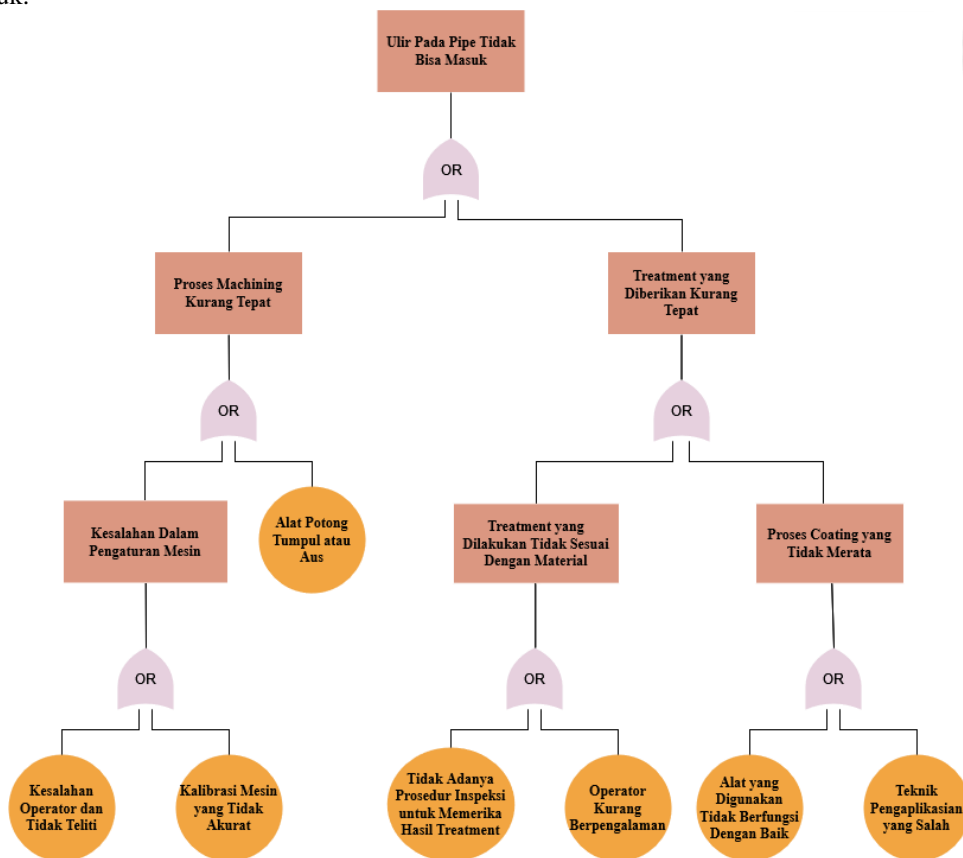 uk.
Ulir Pada Pipe Tidak
Bisa Masuk
OR
Proses Machining
Kurang Tepat
Treatment yang
Diberikan Kurang
Tepat
OR
OR
Kesalahan Dalam
Pengaturan Mesin
Alat Potong
Tumpul atau
Aus
Treatment yang
Dilakukan Tidak Sesuai
Dengan Material
Proses Coating yang
Tidak Merata
OR
OR
OR
Kesalahan
Operator dan
Tidak Teliti
Kalibrasi Mesin
yang Tidak
Akurat
Tidak Adanya
Prosedur Inspeksi
untuk Memerika
Hasil Treatment
Operator
Kurang
Berpengalaman
Alat yang
Digunakan
Tidak Berfungsi
Dengan Baik
Teknik
Pengaplikasian
yang Salah